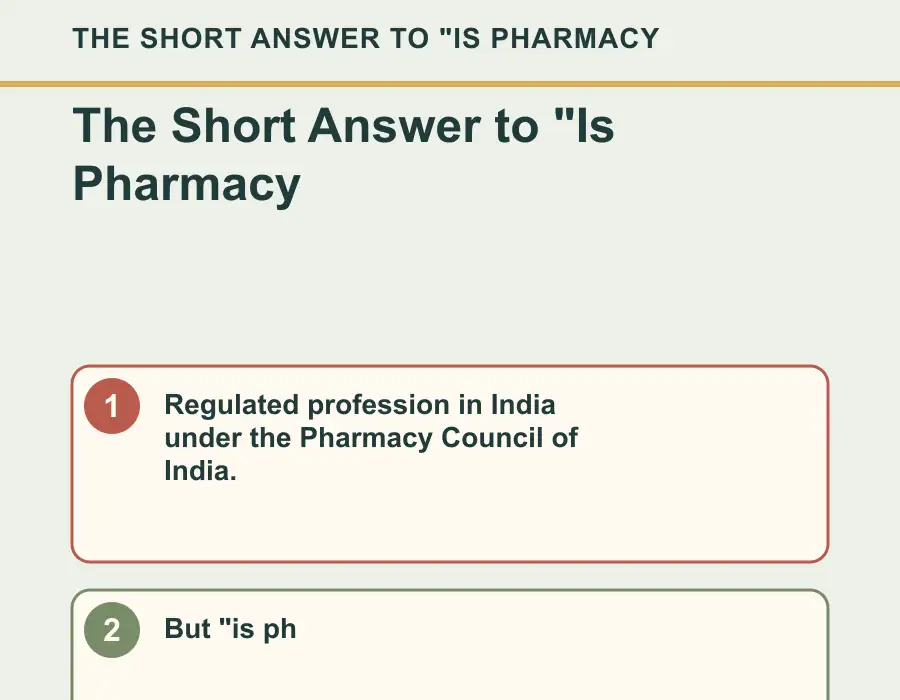 THE SHORT ANSWER TO "IS PHARMACY
The Short Answer to "Is
Pharmacy
1
Regulated profession in India
under the Pharmacy Council of
India.
2
But "is ph